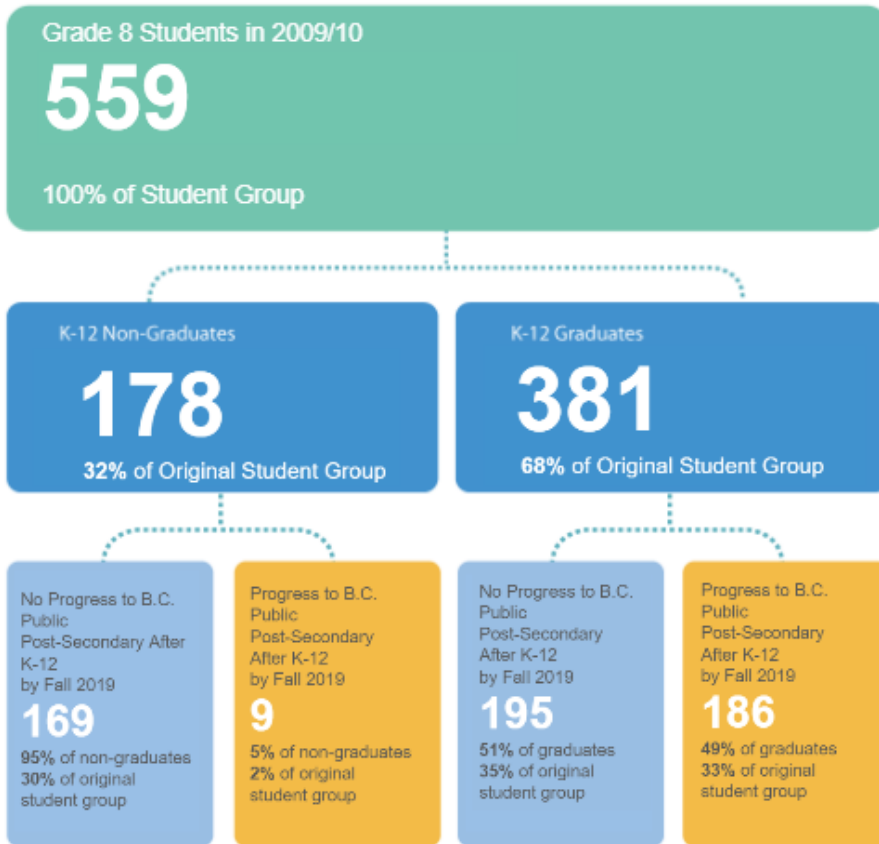 Grade 8 Students in 2009/10
559
100% of Student Group
K-12 Non-Graduates
178
32% of Original Student Group
K-12 Graduates
381
68% of Original Student Group
No Progress to B.C.
Public
Post-Secondary After
K-12
by Fall 2019
169
95% of non-graduates
30% of original
student group
Progress to B.C.
Public
Post-Secondary
After K-12
by Fall 2019
9
5% of non-graduates
2% of original
student group
No Progress to B.C.
Public
Post-Secondary
After K-12
by Fall 2019
195
51% of graduates
35% of original
student group
Progress to B.C.
Public
Post-Secondary
After K-12
by Fall 2019
186
49% of graduates
33% of original
student group